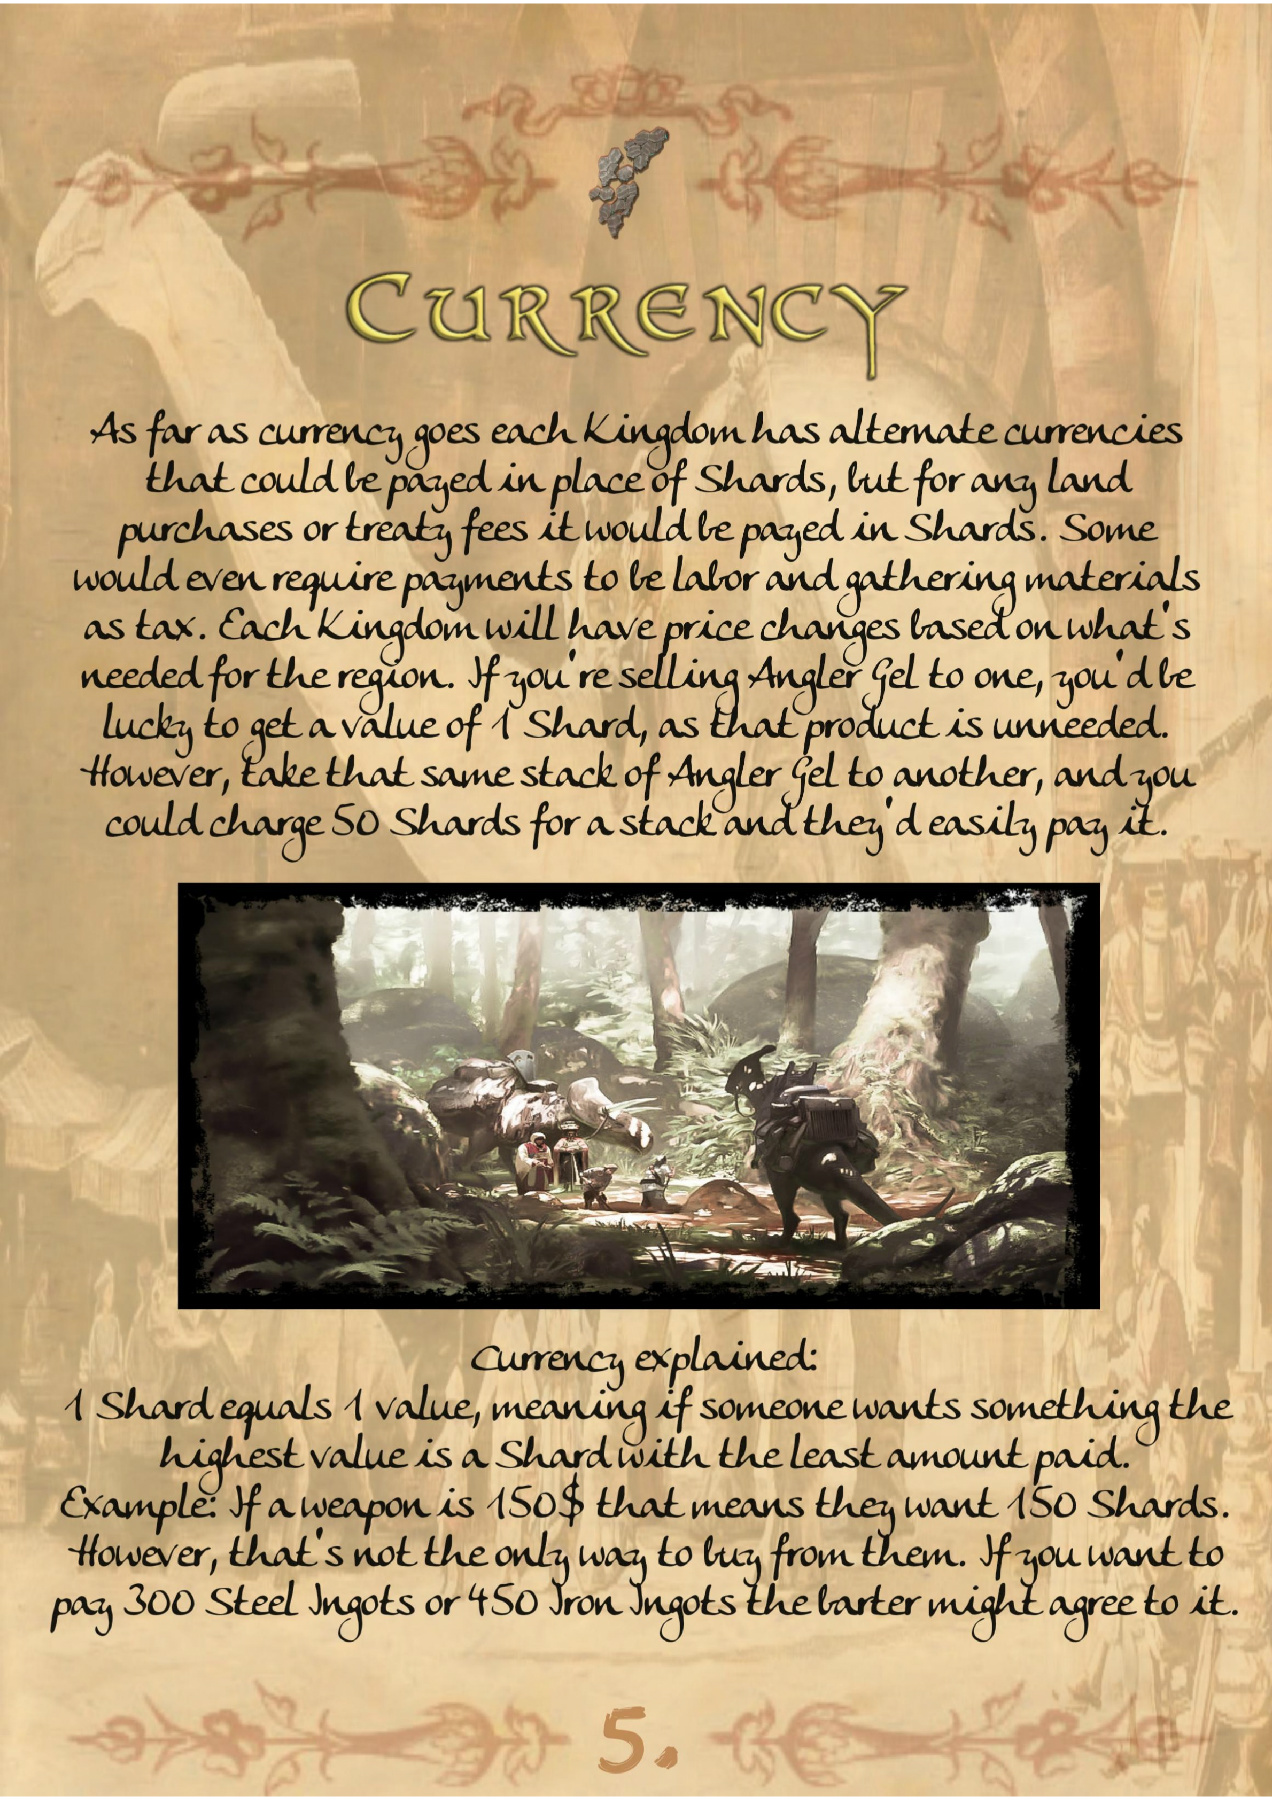 Currency
As far as currency goes each Kingdom has alternate currencies
that could be payed in place of Shards, but for any land
purchases or treaty fees it would be payed in Shards. Some
would even require payments to be labor and gathering materials
as tax. Each Kingdom will have price changes based on what's
needed for the region. If you're selling Angler Gel to one, you'd be
lucky to get a value of 1 Shard, as that product is unneeded.
However, take that same stack of Angler Gel to another, and you
could charge 50 Shards for a stack and they'd easily pay it.
Currency explained:
1 Shard equals 1 value, meaning if someone wants something the
highest value is a Shard with the least amount paid.
Example: If a weapon is 150$ that means they want 150 Shards.
However, that's not the only way to buy from them. If you want to
pay 300 Steel Ingots or 450 Iron Ingots the barter might agree to it.
5.